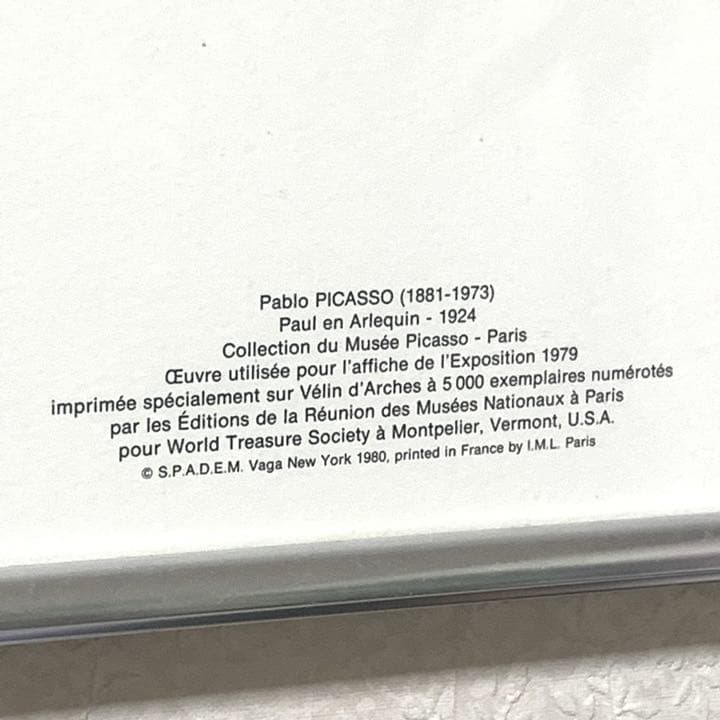 Pablo PICASSO (1881-1973)
Paul en Arlequin - 1924
Collection du Musée Picasso - Paris
Œuvre utilisée pour l'affiche de l'Exposition 1979
imprimée spécialement sur Vélin d'Arches à 5 000 exemplaires numérotés
par les Éditions de la Réunion des Musées Nationaux à Paris
pour World Treasure Society à Montpelier, Vermont, U.S.A.
© S.P.A.D.E.M. Vaga New York 1980, printed in France by I.M.L. Paris